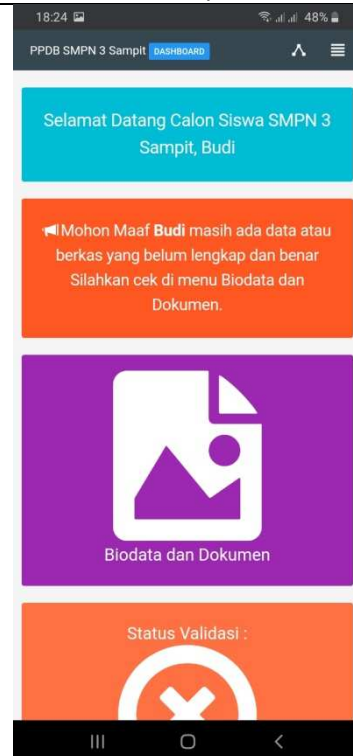 18:24 48%
PPDB SMPN 3 Sampit DASHBOARD
Selamat Datang Calon Siswa SMPN 3
Sampit, Budi
Mohon Maaf Budi masih ada data atau
berkas yang belum lengkap dan benar
Silahkan cek di menu Biodata dan
Dokumen.
Biodata dan Dokumen
Status Validasi :